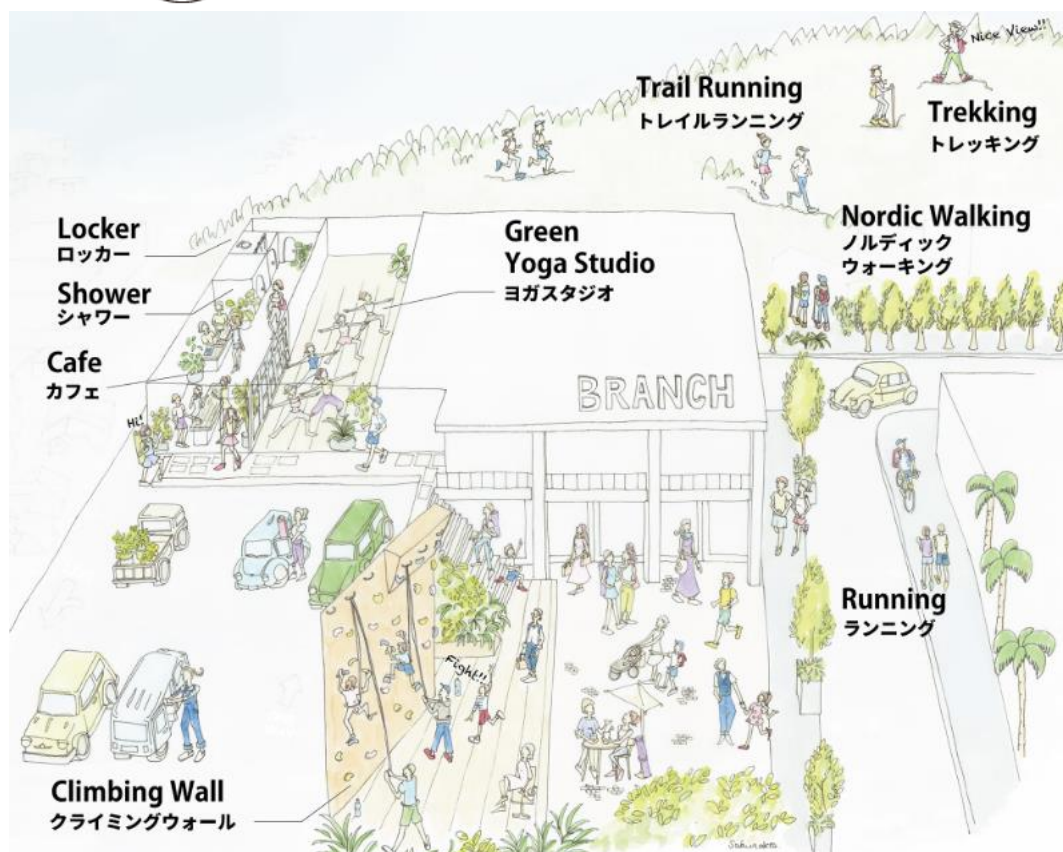 Nice View!!
Trail Running
トレイルランニング
Trekking
トレッキング
Locker
ロッカー
Green
Yoga Studio
ヨガスタジオ
Nordic Walking
ノルディック
ウォーキング
Shower
シャワー
Cafe
カフェ
BRANCH
Hi!
Running
ランニング
Fight!!
Climbing Wall
クライミングウォール